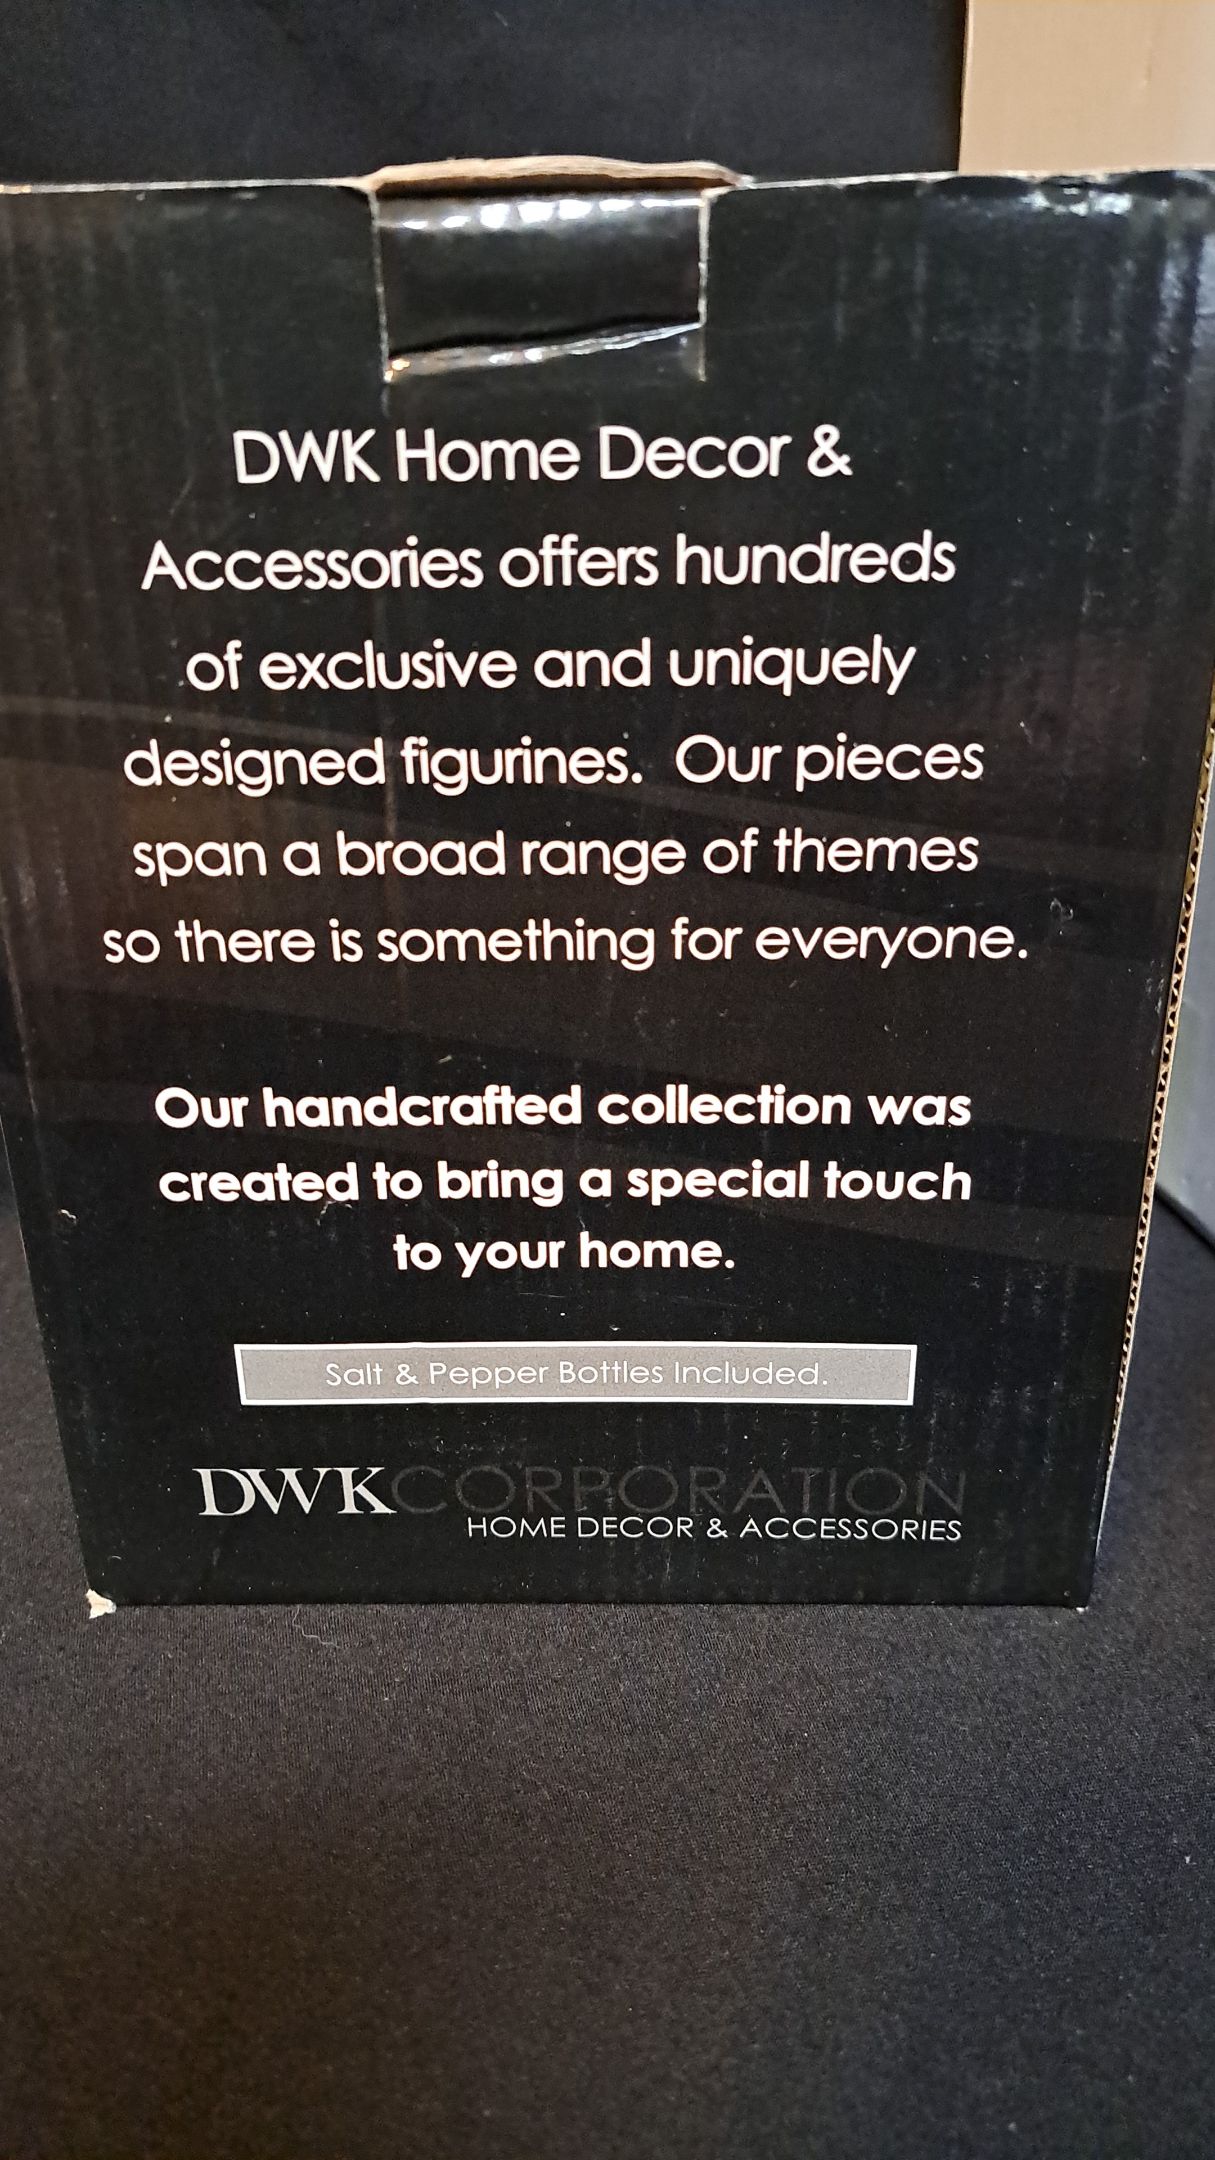 DWK Home Decor &
Accessories offers hundreds
of exclusive and uniquely
designed figurines.  Our pieces
span a broad range of themes
so there is something for everyone.
Our handcrafted collection was
created to bring a special touch
to your home.
Salt & Pepper Bottles Included.
DWK CORPORATION
HOME DECOR & ACCESSORIES